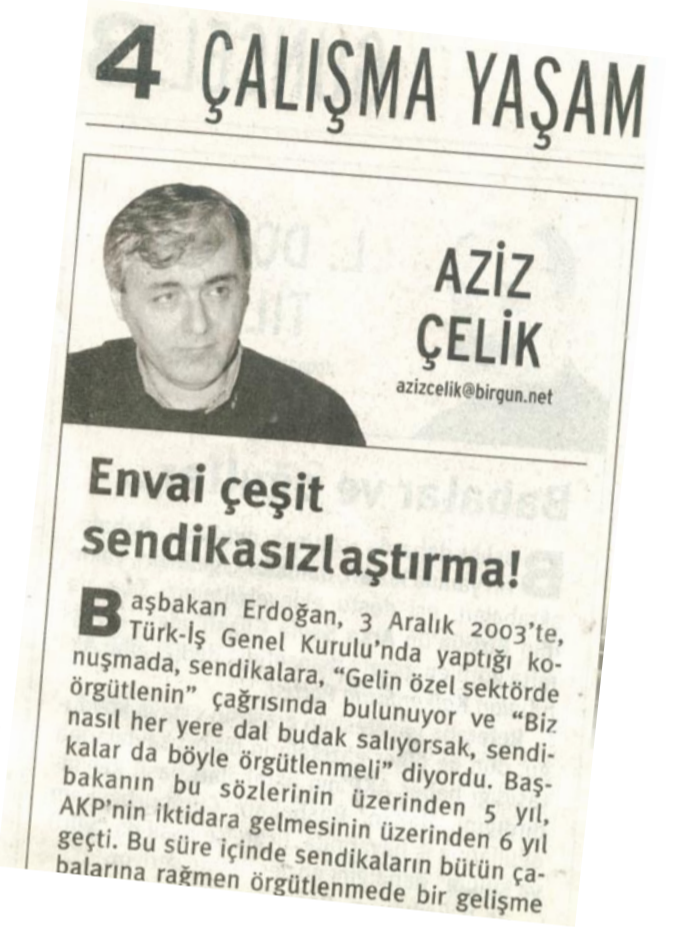 4 ÇALIŞMA YAŞAM
AZİZ
ÇELİK
azizcelik@birgun.net
Envai çeşit
sendikasızlaştırma!
Başbakan Erdoğan, 3 Aralık 2003'te,
Türk-İş Genel Kurulu'nda yaptığı ko-
nuşmada, sendikalara, “Gelin özel sektörde
örgütlenin” çağrısında bulunuyor ve “Biz
nasıl her yere dal budak salıyorsak, sendi-
kalar da böyle örgütlenmeli” diyordu. Baş-
bakanın bu sözlerinin üzerinden 5 yıl,
AKP'nin iktidara gelmesinin üzerinden 6 yıl
geçti. Bu süre içinde sendikaların bütün ça-
balarına rağmen örgütlenmede bir gelişme